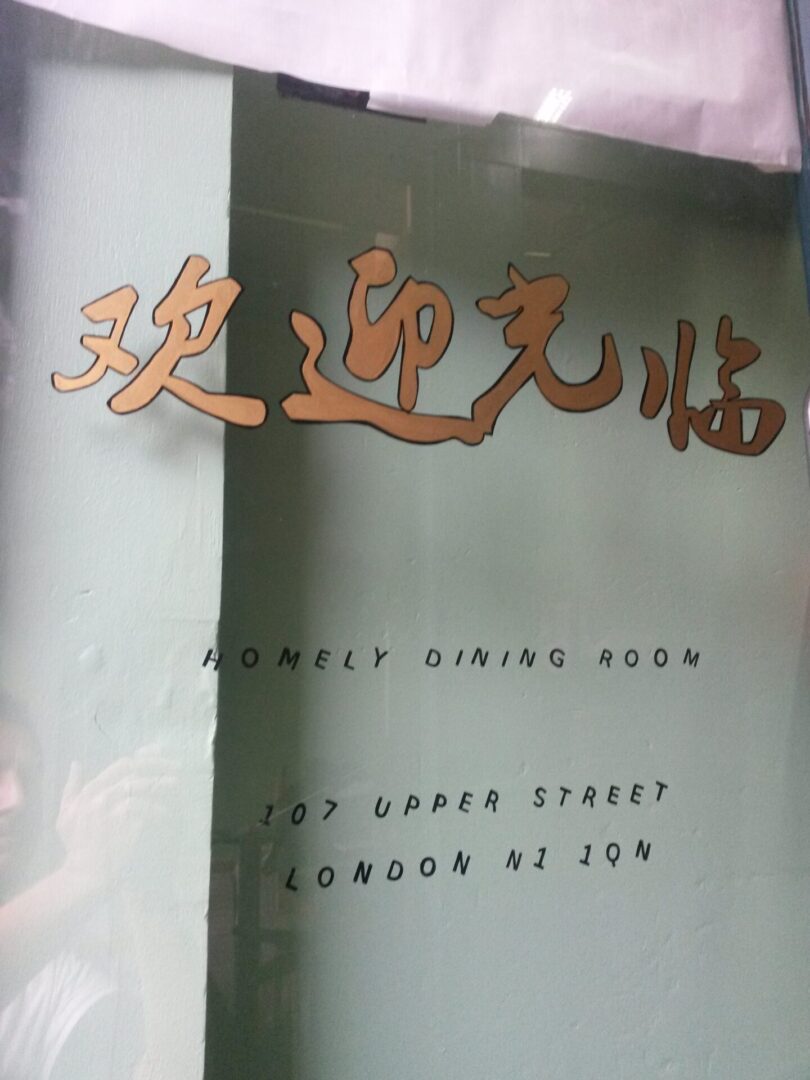 欢迎光临
HOMELY DINING ROOM
107 UPPER STREET
LONDON N1 1QN